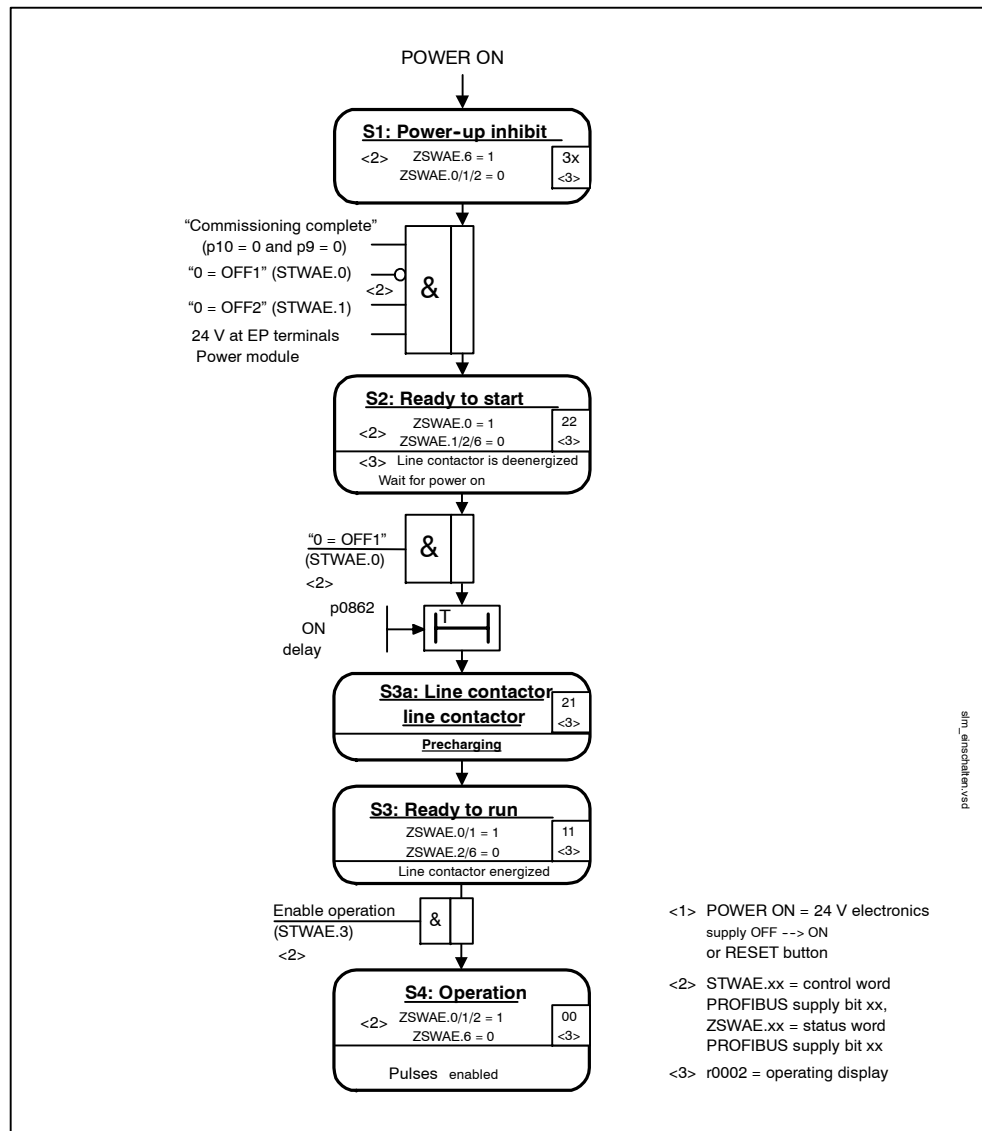 POWER ON
S1: Power-up inhibit
<2> ZSWAE.6 = 1
ZSWAE.0/1/2 = 0
3x
<3>
“Commissioning complete”
(p10 = 0 and p9 = 0)
“0 = OFF1” (STWAE.0)
<2>
“0 = OFF2” (STWAE.1)
24 V at EP terminals
Power module
&
S2: Ready to start
<2> ZSWAE.0 = 1
ZSWAE.1/2/6 = 0
22
<3>
<3> Line contactor is deenergized
Wait for power on
“0 = OFF1”
(STWAE.0)
<2>
&
p0862
ON
delay
T
S3a: Line contactor
line contactor
21
<3>
Precharging
S3: Ready to run
ZSWAE.0/1 = 1
ZSWAE.2/6 = 0
11
<3>
Line contactor energized
Enable operation
(STWAE.3)
<2>
&
S4: Operation
<2> ZSWAE.0/1/2 = 1
ZSWAE.6 = 0
00
<3>
Pulses enabled
<1> POWER ON = 24 V electronics
supply OFF --> ON
or RESET button
<2> STWAE.xx = control word
PROFIBUS supply bit xx,
ZSWAE.xx = status word
PROFIBUS supply bit xx
<3> r0002 = operating display
slm_einschalten.vsd